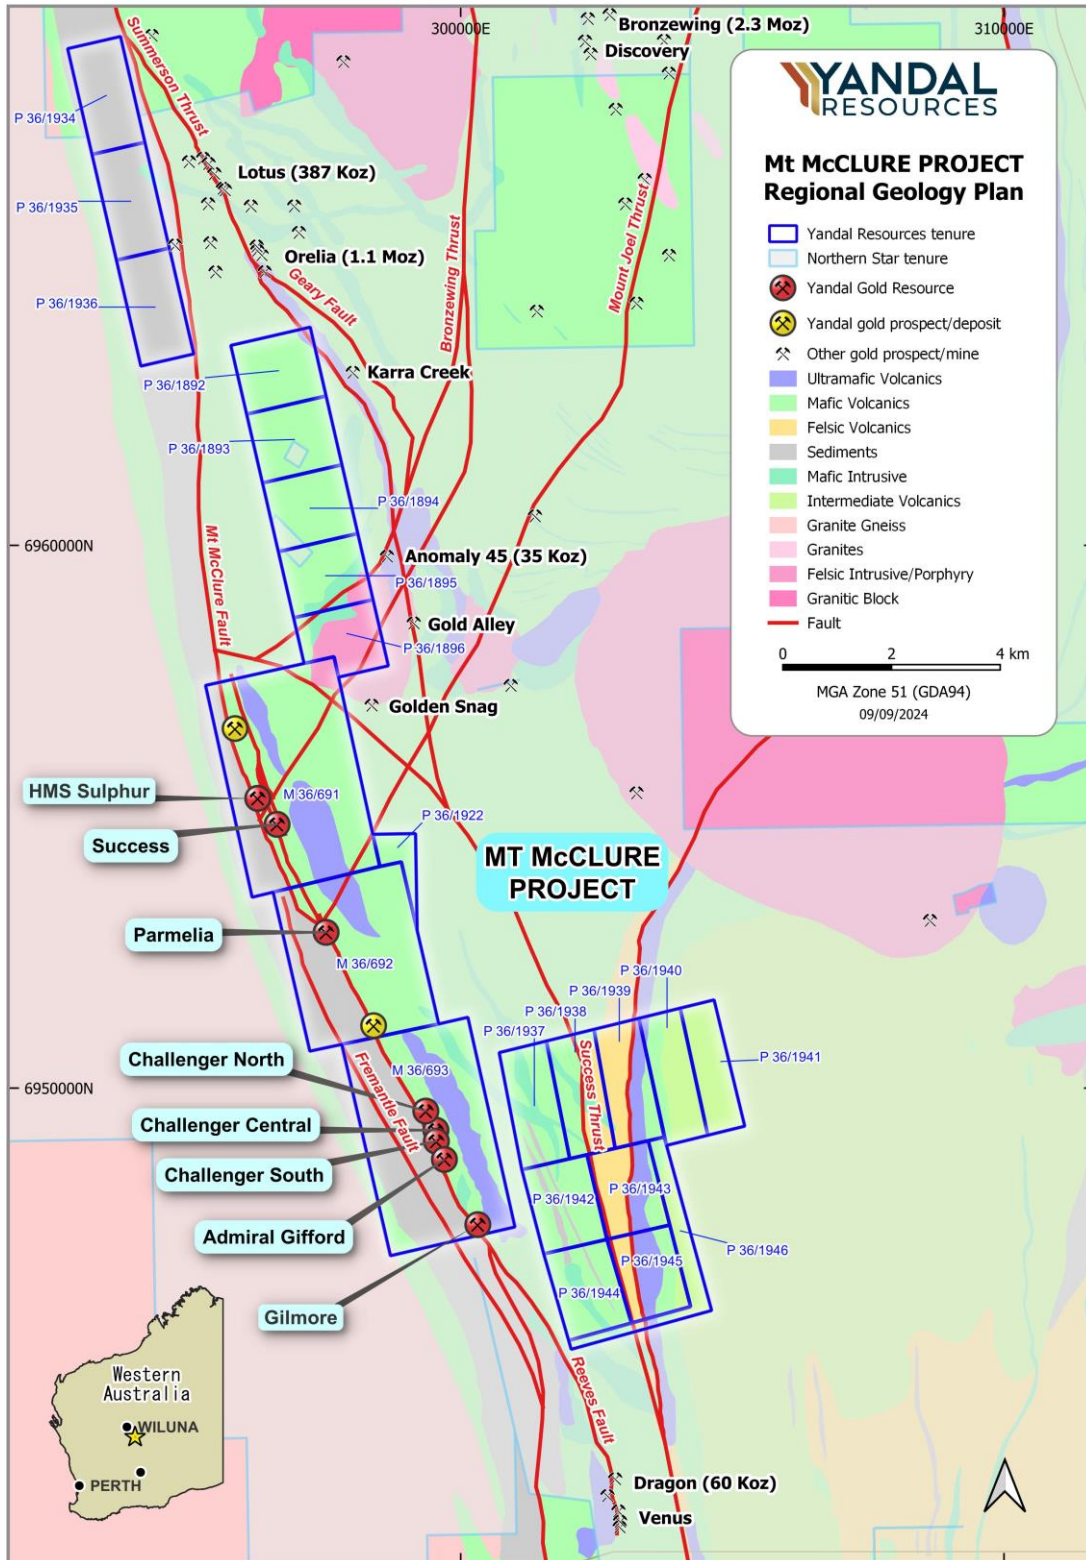 300000E
310000E
Bronzewing (2.3 Moz)
Discovery
Summerson Thrust
P 36/1934
Lotus (387 Koz)
P 36/1935
Orelia (1.1 Moz)
P 36/1936
Geary Fault
Bronzewing Thrust
Mount Joel Thrust
Karra Creek
P 36/1892
P 36/1893
P 36/1894
6960000N
Mt McClure Fault
Anomaly 45 (35 Koz)
P 36/1895
Gold Alley
P 36/1896
Golden Snag
YANDAL
RESOURCES
Mt McCLURE PROJECT
Regional Geology Plan
Yandal Resources tenure
Northern Star tenure
Yandal Gold Resource
Yandal gold prospect/deposit
Other gold prospect/mine
Ultramafic Volcanics
Mafic Volcanics
Felsic Volcanics
Sediments
Mafic Intrusive
Intermediate Volcanics
Granite Gneiss
Granites
Felsic Intrusive/Porphyry
Granitic Block
Fault
0 2 4 km
MGA Zone 51 (GDA94)
09/09/2024
HMS Sulphur
M 36/691
Success
P 36/1922
MT McCLURE
PROJECT
Parmelia
M 36/692
P 36/1940
P 36/1939
P 36/1938
P 36/1937
Challenger North
M 36/693
Success Thrust
P 36/1941
6950000N
Fremantle Fault
Challenger Central
Challenger South
P 36/1942
P 36/1943
Admiral Gifford
P 36/1946
P 36/1945
P 36/1944
Gilmore
Reeves Fault
Western
Australia
WILUNA
PERTH
Dragon (60 Koz)
Venus